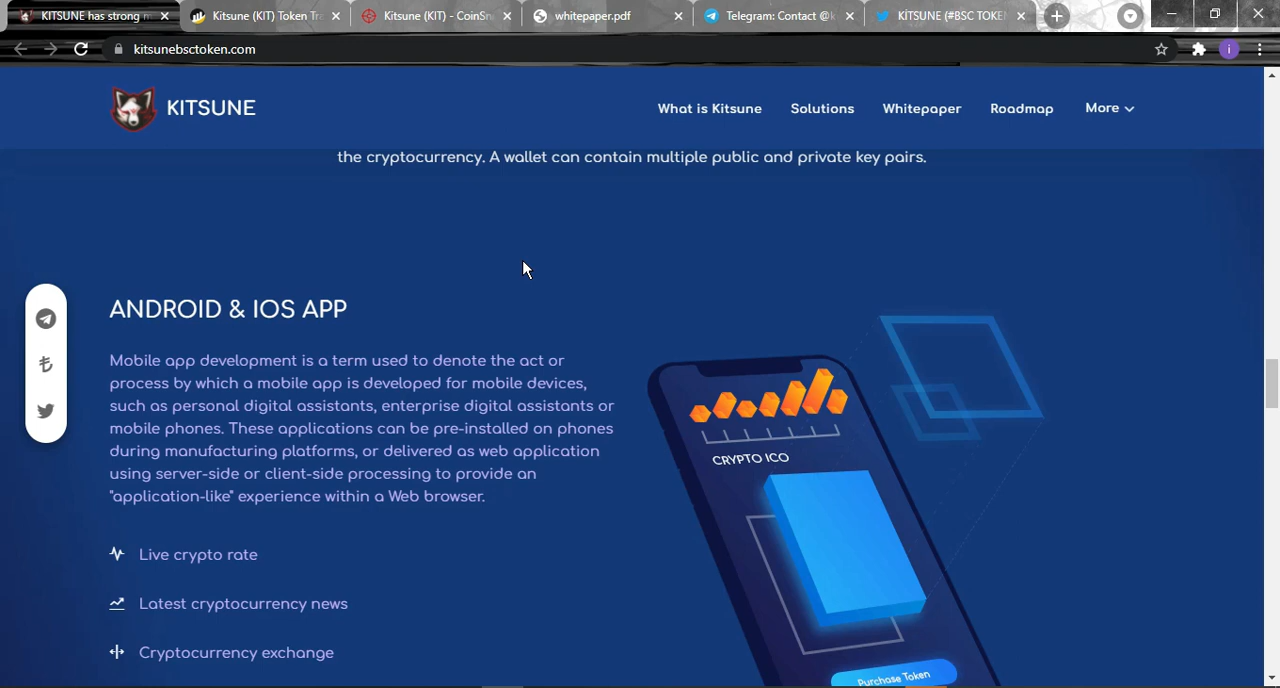 KITSUNE has strong m
Kitsune (KIT) Token Tra
Kitsune (KIT) - CoinSni
whitepaper.pdf
Telegram: Contact @k
KITSUNE (#BSC TOKE
kitsunebsctoken.com
i
KITSUNE
What is Kitsune
Solutions
Whitepaper
Roadmap
More
the cryptocurrency. A wallet can contain multiple public and private key pairs.
ANDROID & IOS APP
Mobile app development is a term used to denote the act or
process by which a mobile app is developed for mobile devices,
such as personal digital assistants, enterprise digital assistants or
mobile phones. These applications can be pre-installed on phones
during manufacturing platforms, or delivered as web application
using server-side or client-side processing to provide an
"application-like" experience within a Web browser.
Live crypto rate
Latest cryptocurrency news
Cryptocurrency exchange
CRYPTO ICO
Purchase Token